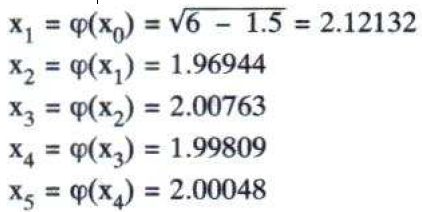 x₁ = φ(x₀) = √6 − 1.5 = 2.12132
x₂ = φ(x₁) = 1.96944
x₃ = φ(x₂) = 2.00763
x₄ = φ(x₃) = 1.99809
x₅ = φ(x₄) = 2.00048